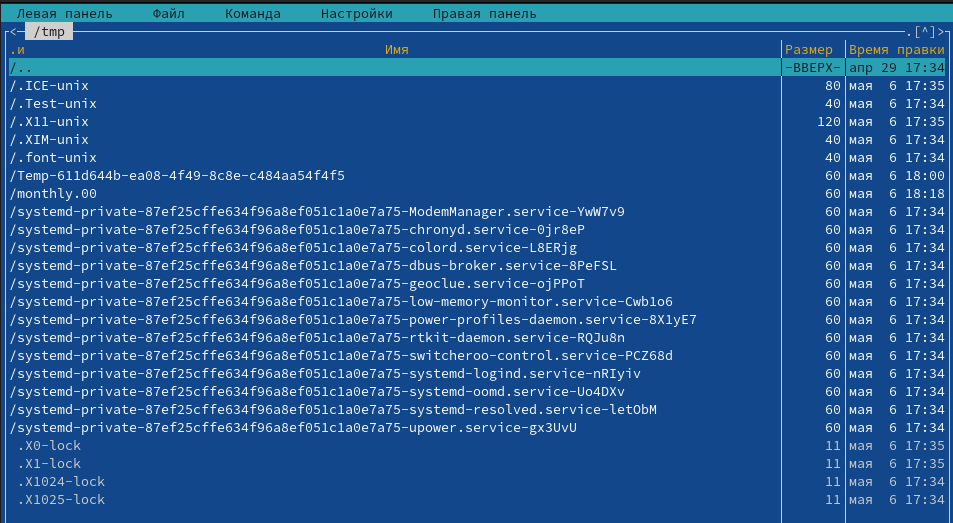 Левая панель Файл Команда Настройки Правая панель
<- /tmp .[^]>
.и Имя Размер Время правки
/.. -ВВЕРХ- апр 29 17:34
/.ICE-unix 80 мая 6 17:35
/.Test-unix 40 мая 6 17:34
/.X11-unix 120 мая 6 17:35
/.XIM-unix 40 мая 6 17:34
/.font-unix 40 мая 6 17:34
/Temp-611d644b-ea08-4f49-8c8e-c484aa54f4f5 60 мая 6 18:00
/monthly.00 60 мая 6 18:18
/systemd-private-87ef25cffe634f96a8ef051c1a0e7a75-ModemManager.service-YwW7v9 60 мая 6 17:34
/systemd-private-87ef25cffe634f96a8ef051c1a0e7a75-chronyd.service-0jr8eP 60 мая 6 17:34
/systemd-private-87ef25cffe634f96a8ef051c1a0e7a75-colord.service-L8ERjg 60 мая 6 17:34
/systemd-private-87ef25cffe634f96a8ef051c1a0e7a75-dbus-broker.service-8PeFSL 60 мая 6 17:34
/systemd-private-87ef25cffe634f96a8ef051c1a0e7a75-geoclue.service-ojPPoT 60 мая 6 17:34
/systemd-private-87ef25cffe634f96a8ef051c1a0e7a75-low-memory-monitor.service-Cwb1o6 60 мая 6 17:34
/systemd-private-87ef25cffe634f96a8ef051c1a0e7a75-power-profiles-daemon.service-8X1yE7 60 мая 6 17:34
/systemd-private-87ef25cffe634f96a8ef051c1a0e7a75-rtkit-daemon.service-RQJu8n 60 мая 6 17:34
/systemd-private-87ef25cffe634f96a8ef051c1a0e7a75-switcheroo-control.service-PCZ68d 60 мая 6 17:34
/systemd-private-87ef25cffe634f96a8ef051c1a0e7a75-systemd-logind.service-nRIyiv 60 мая 6 17:34
/systemd-private-87ef25cffe634f96a8ef051c1a0e7a75-systemd-oomd.service-Uo4DXv 60 мая 6 17:34
/systemd-private-87ef25cffe634f96a8ef051c1a0e7a75-systemd-resolved.service-letObM 60 мая 6 17:34
/systemd-private-87ef25cffe634f96a8ef051c1a0e7a75-upower.service-gx3UvU 60 мая 6 17:34
.X0-lock 11 мая 6 17:35
.X1-lock 11 мая 6 17:35
.X1024-lock 11 мая 6 17:34
.X1025-lock 11 мая 6 17:34